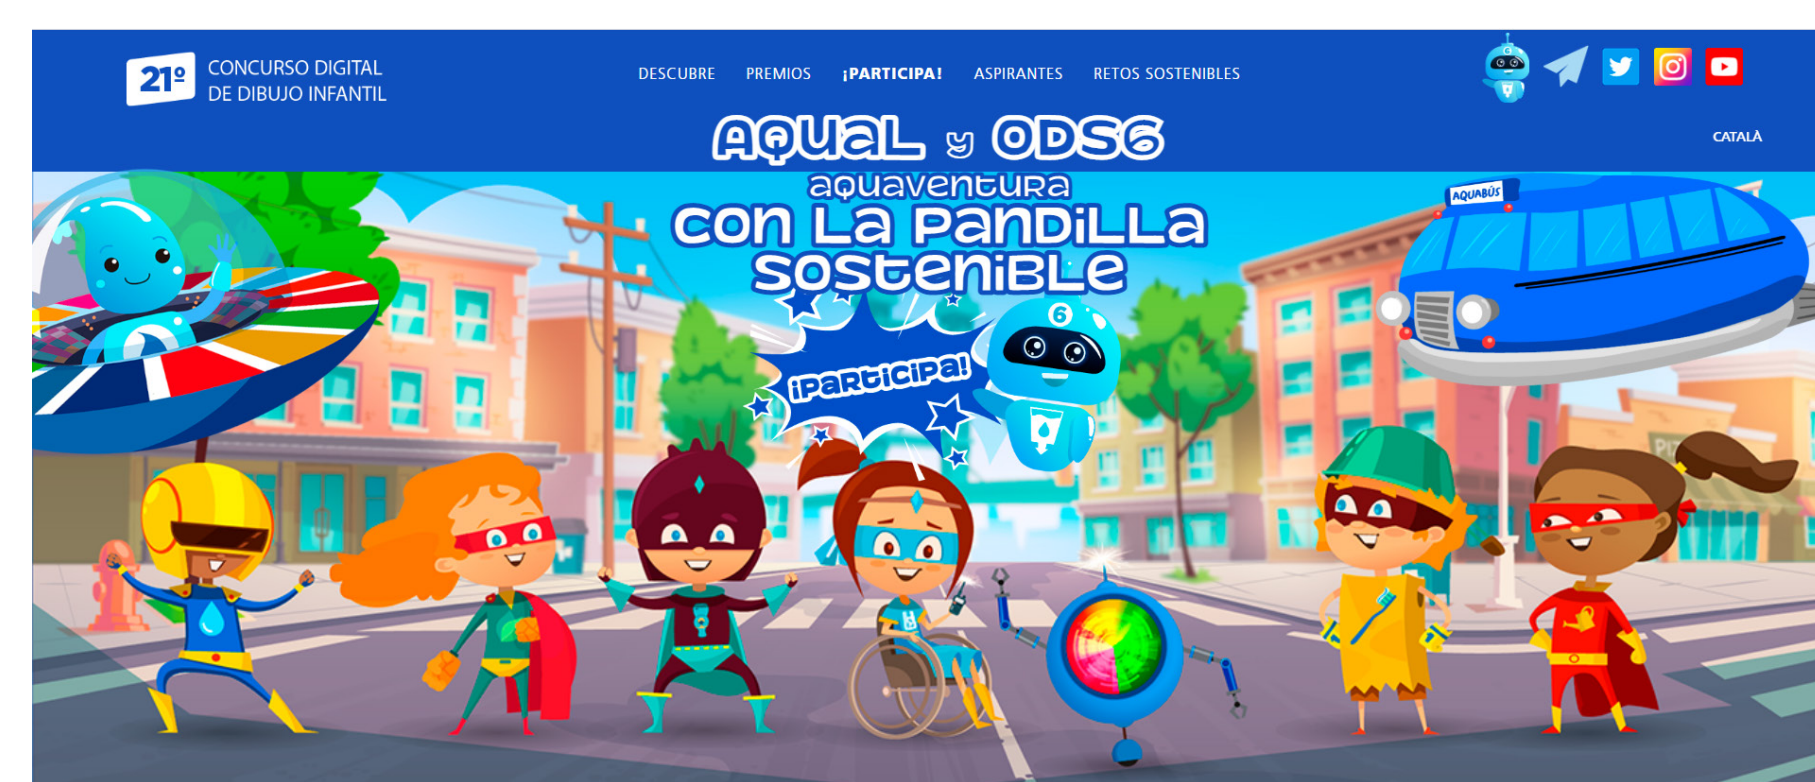 21º
CONCURSO DIGITAL
DE DIBUJO INFANTIL
DESCUBRE PREMIOS ¡PARTICIPA! ASPIRANTES RETOS SOSTENIBLES
CATALÀ
AQUAL y ODS6
aquaventura
con la pandilla
sostenible
¡Participa!
6
6
AQUABÚS